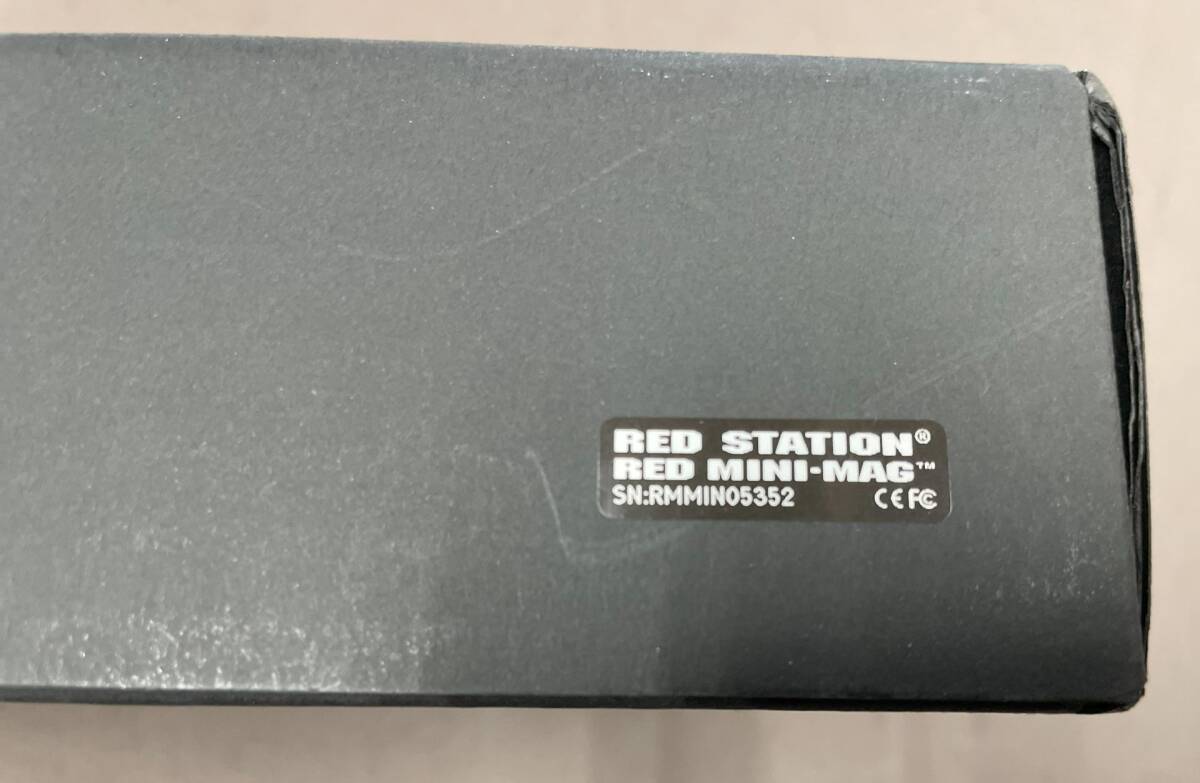 RED STATION®
RED MINI-MAG™
SN:RMMIN05352 CE FC